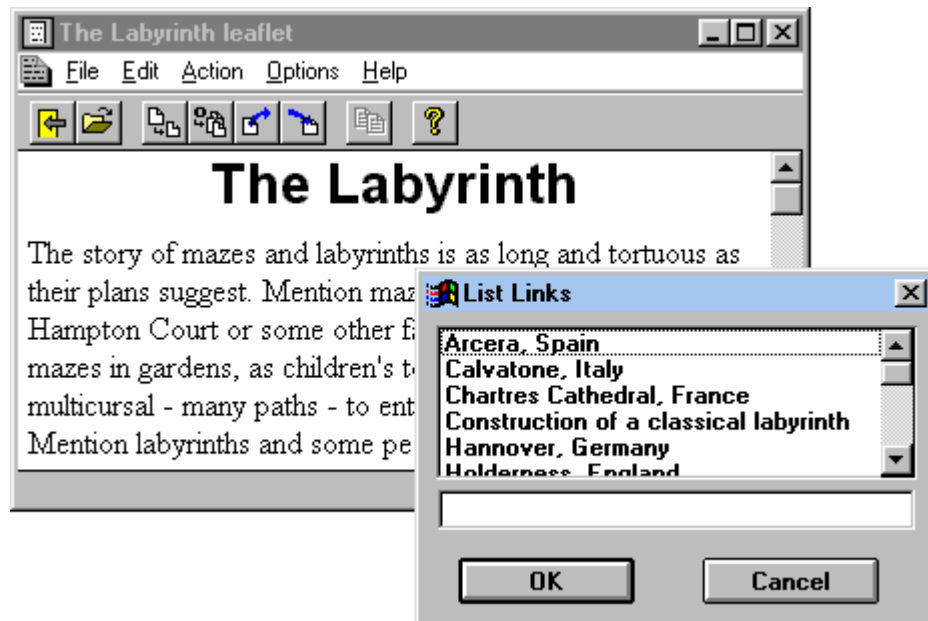 The Labyrinth leaflet
File Edit Action Options Help
The Labyrinth
The story of mazes and labyrinths is as long and tortuous as
their plans suggest. Mention maz
Hampton Court or some other f
mazes in gardens, as children's t
multicursal - many paths - to ent
Mention labyrinths and some pe
List Links
Arcera, Spain
Calvatone, Italy
Chartres Cathedral, France
Construction of a classical labyrinth
Hannover, Germany
Holderness, England
OK Cancel